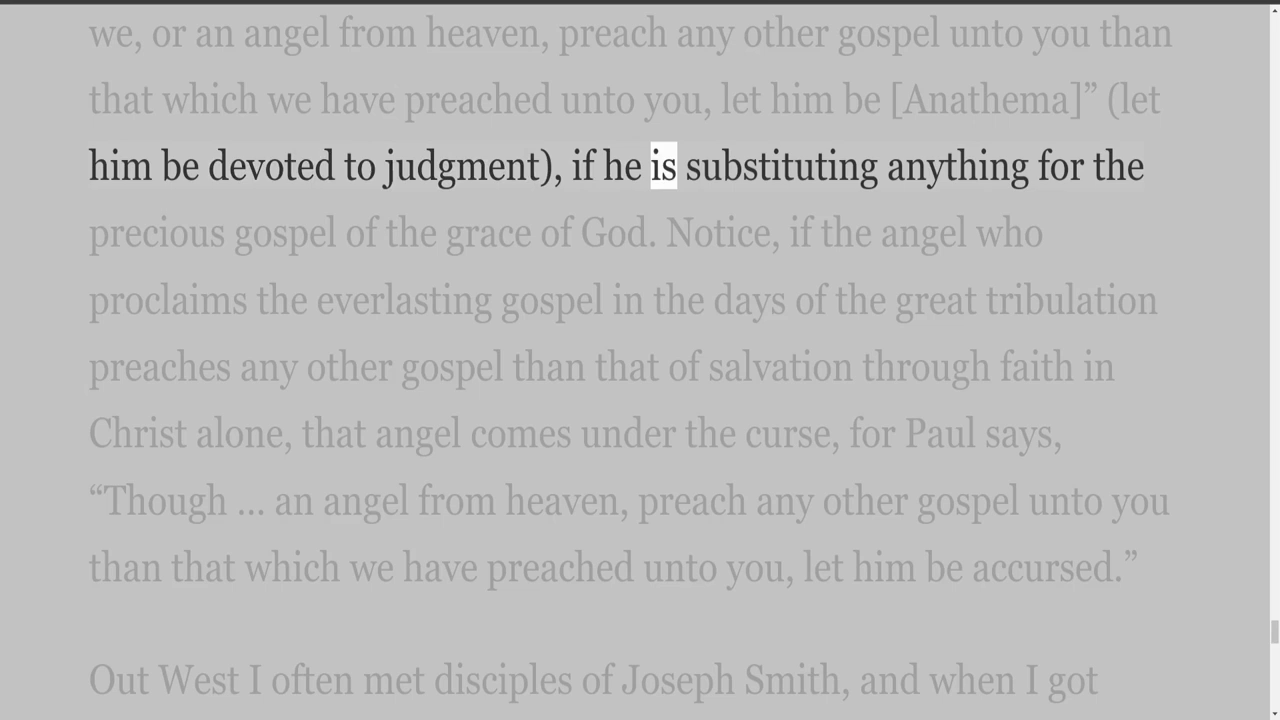 we, or an angel from heaven, preach any other gospel unto you than
that which we have preached unto you, let him be [Anathema]” (let
him be devoted to judgment), if he is substituting anything for the
precious gospel of the grace of God. Notice, if the angel who
proclaims the everlasting gospel in the days of the great tribulation
preaches any other gospel than that of salvation through faith in
Christ alone, that angel comes under the curse, for Paul says,
“Though ... an angel from heaven, preach any other gospel unto you
than that which we have preached unto you, let him be accursed.”
Out West I often met disciples of Joseph Smith, and when I got